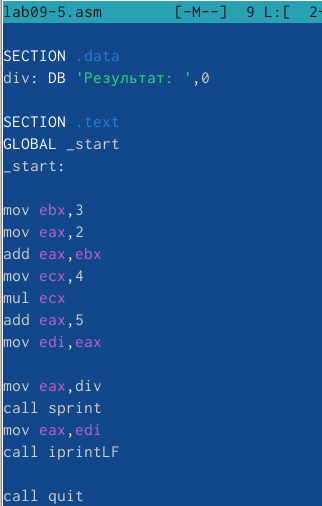 lab09-5.asm [-M--] 9 L:[ 2-
SECTION .data
div: DB 'Результат: ',0
SECTION .text
GLOBAL _start
_start:
mov ebx,3
mov eax,2
add eax,ebx
mov ecx,4
mul ecx
add eax,5
mov edi,eax
mov eax,div
call sprint
mov eax,edi
call iprintLF
call quit